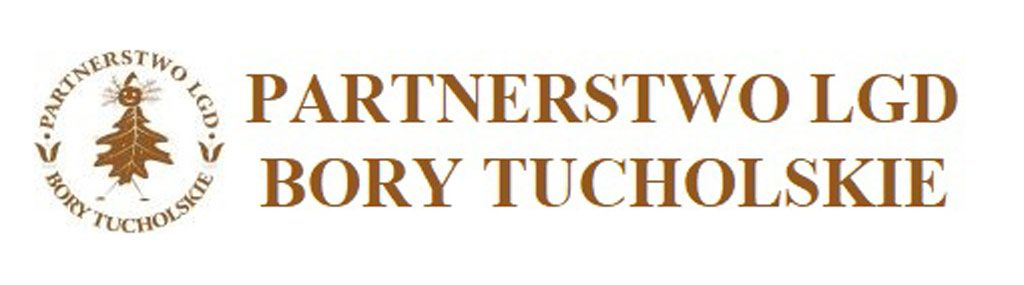 • PARTNERSTWO LGD •
BORY TUCHOLSKIE
PARTNERSTWO LGD
BORY TUCHOLSKIE